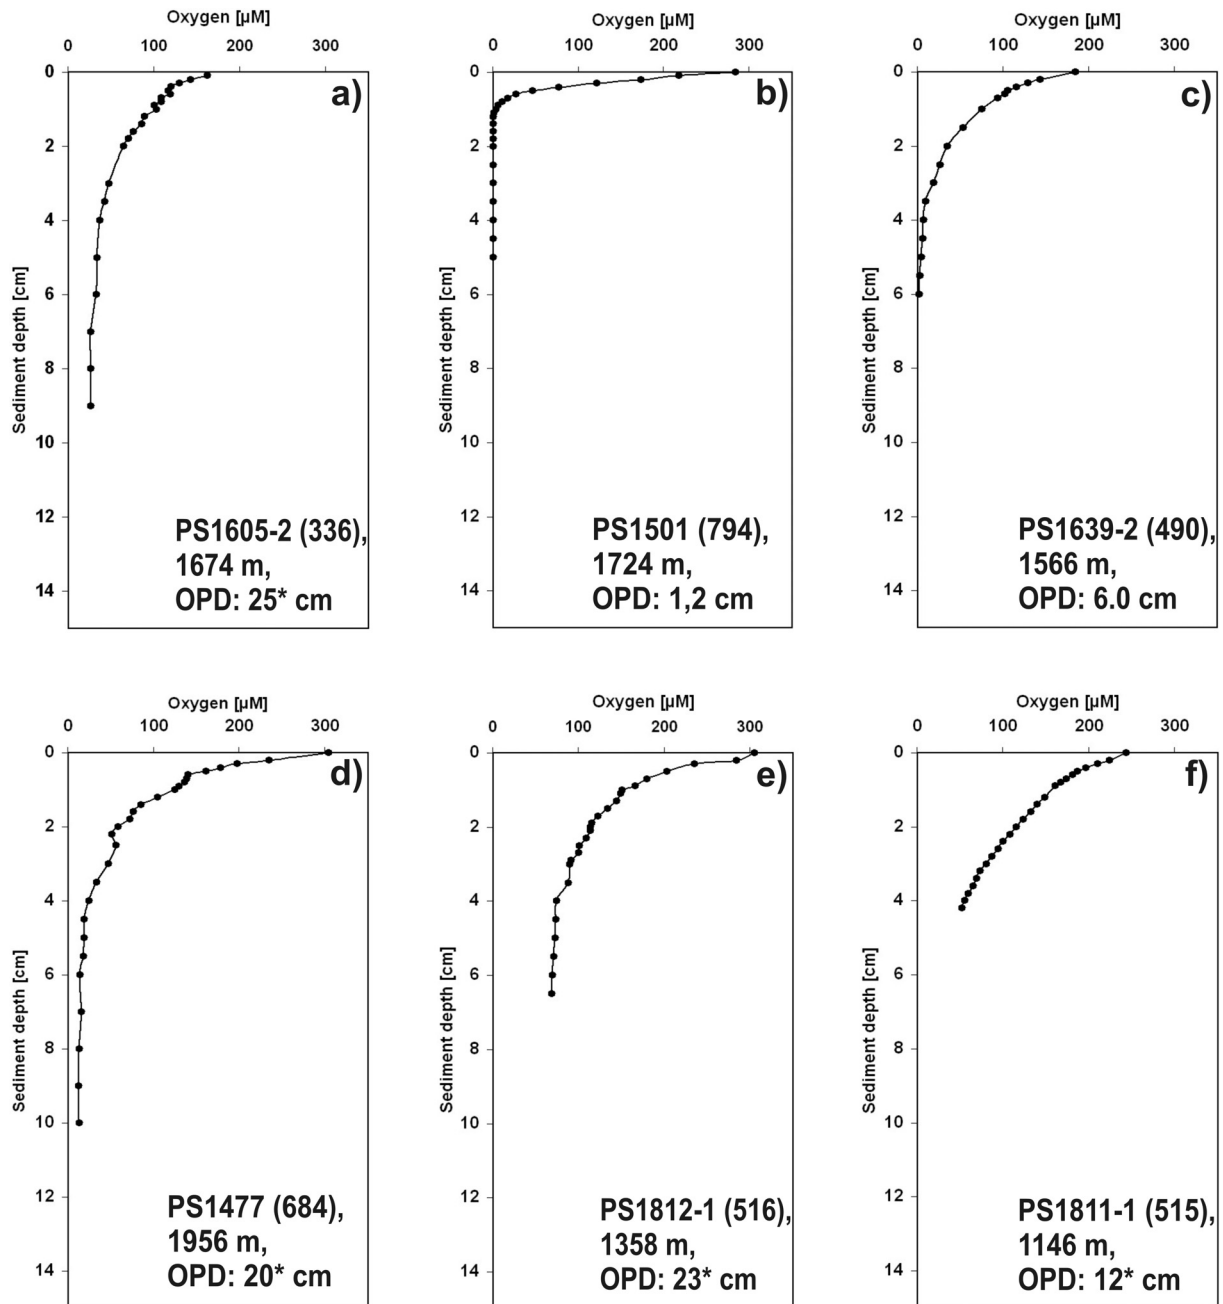 Oxygen [µM]
0 100 200 300
0
2
4
6
8
10
12
14
Sediment depth [cm]
a)
PS1605-2 (336),
1674 m,
OPD: 25* cm
Oxygen [µM]
0 100 200 300
0
2
4
6
8
10
12
14
Sediment depth [cm]
b)
PS1501 (794),
1724 m,
OPD: 1,2 cm
Oxygen [µM]
0 100 200 300
0
2
4
6
8
10
12
14
Sediment depth [cm]
c)
PS1639-2 (490),
1566 m,
OPD: 6.0 cm
Oxygen [µM]
0 100 200 300
0
2
4
6
8
10
12
14
Sediment depth [cm]
d)
PS1477 (684),
1956 m,
OPD: 20* cm
Oxygen [µM]
0 100 200 300
0
2
4
6
8
10
12
14
Sediment depth [cm]
e)
PS1812-1 (516),
1358 m,
OPD: 23* cm
Oxygen [µM]
0 100 200 300
0
2
4
6
8
10
12
14
Sediment depth [cm]
f)
PS1811-1 (515),
1146 m,
OPD: 12* cm